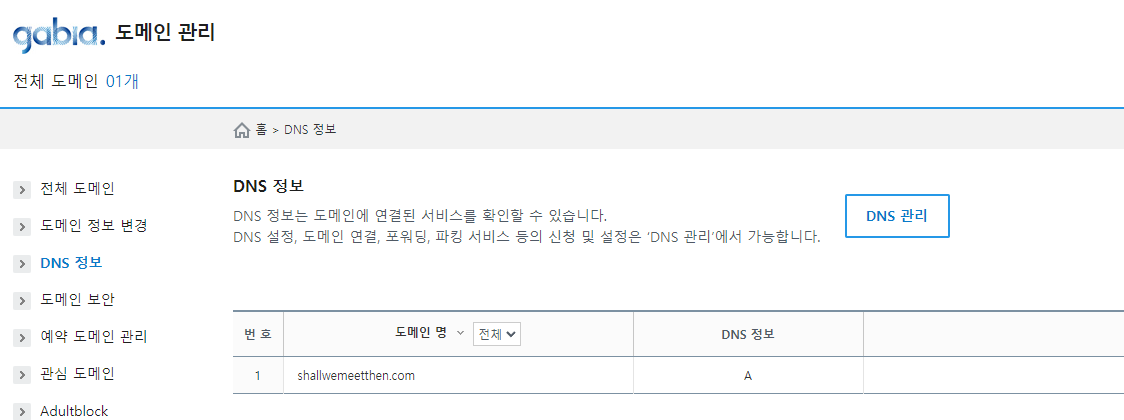 gabia. 도메인 관리
전체 도메인 01개
홈 > DNS 정보
전체 도메인
도메인 정보 변경
DNS 정보
도메인 보안
예약 도메인 관리
관심 도메인
Adultblock
DNS 정보
DNS 정보는 도메인에 연결된 서비스를 확인할 수 있습니다.
DNS 설정, 도메인 연결, 포워딩, 파킹 서비스 등의 신청 및 설정은 ‘DNS 관리’에서 가능합니다.
DNS 관리
번 호 도메인 명 전체 DNS 정보
1 shallwemeetthen.com A